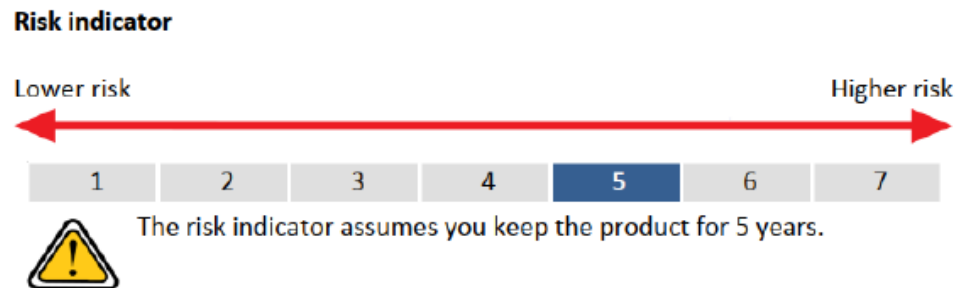 Risk indicator
Lower risk Higher risk
1 2 3 4 5 6 7
The risk indicator assumes you keep the product for 5 years.